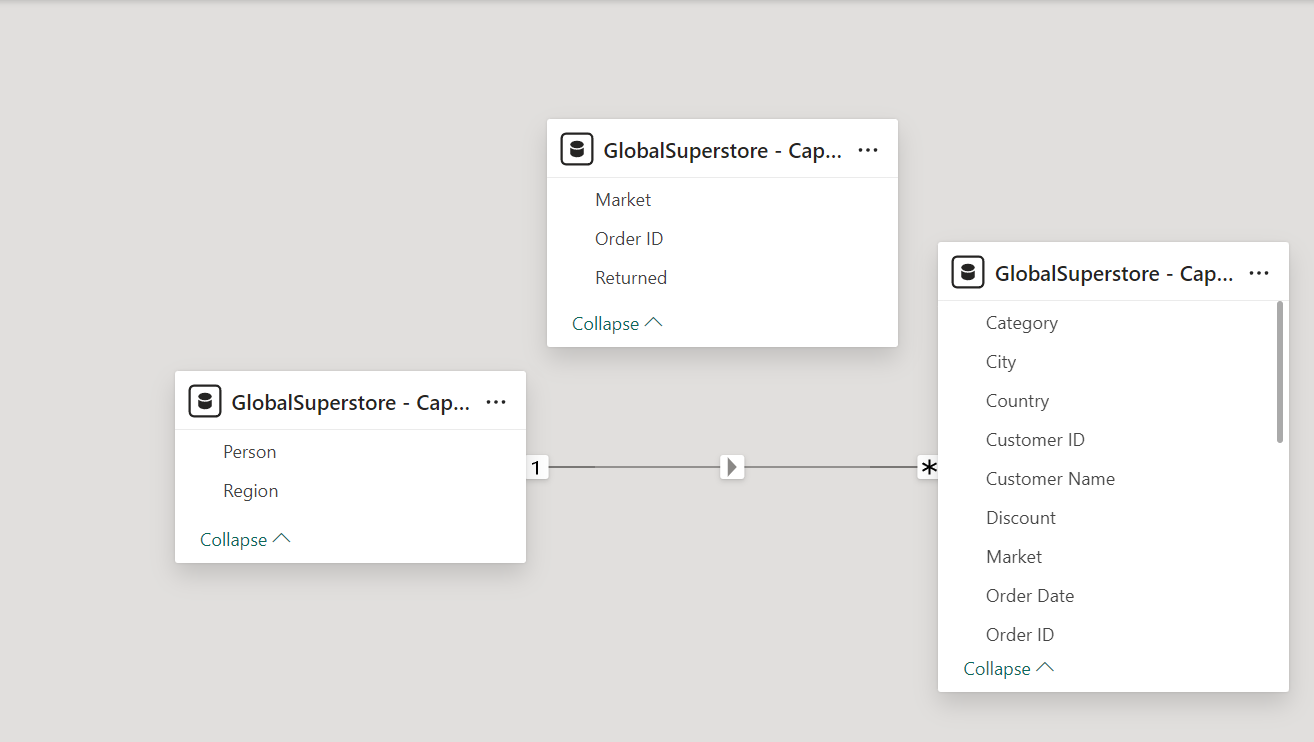 GlobalSuperstore - Cap...
Market
Order ID
Returned
Collapse
GlobalSuperstore - Cap...
Person
Region
Collapse
1
*
GlobalSuperstore - Cap...
Category
City
Country
Customer ID
Customer Name
Discount
Market
Order Date
Order ID
Collapse